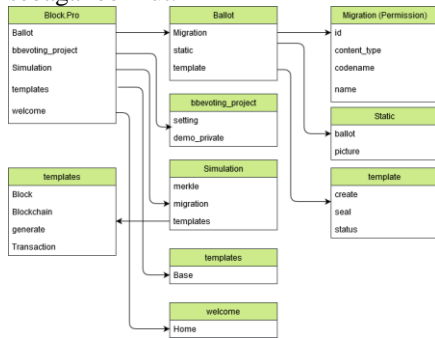 Block.Pro
Ballot
bbevoting_project
Simulation
templates
welcome
Ballot
Migration
static
template
Migration (Permission)
id
content_type
codename
name
bbevoting_project
setting
demo_private
Static
ballot
picture
templates
Block
Blockchain
generate
Transaction
Simulation
merkle
migration
templates
template
create
seal
status
templates
Base
welcome
Home